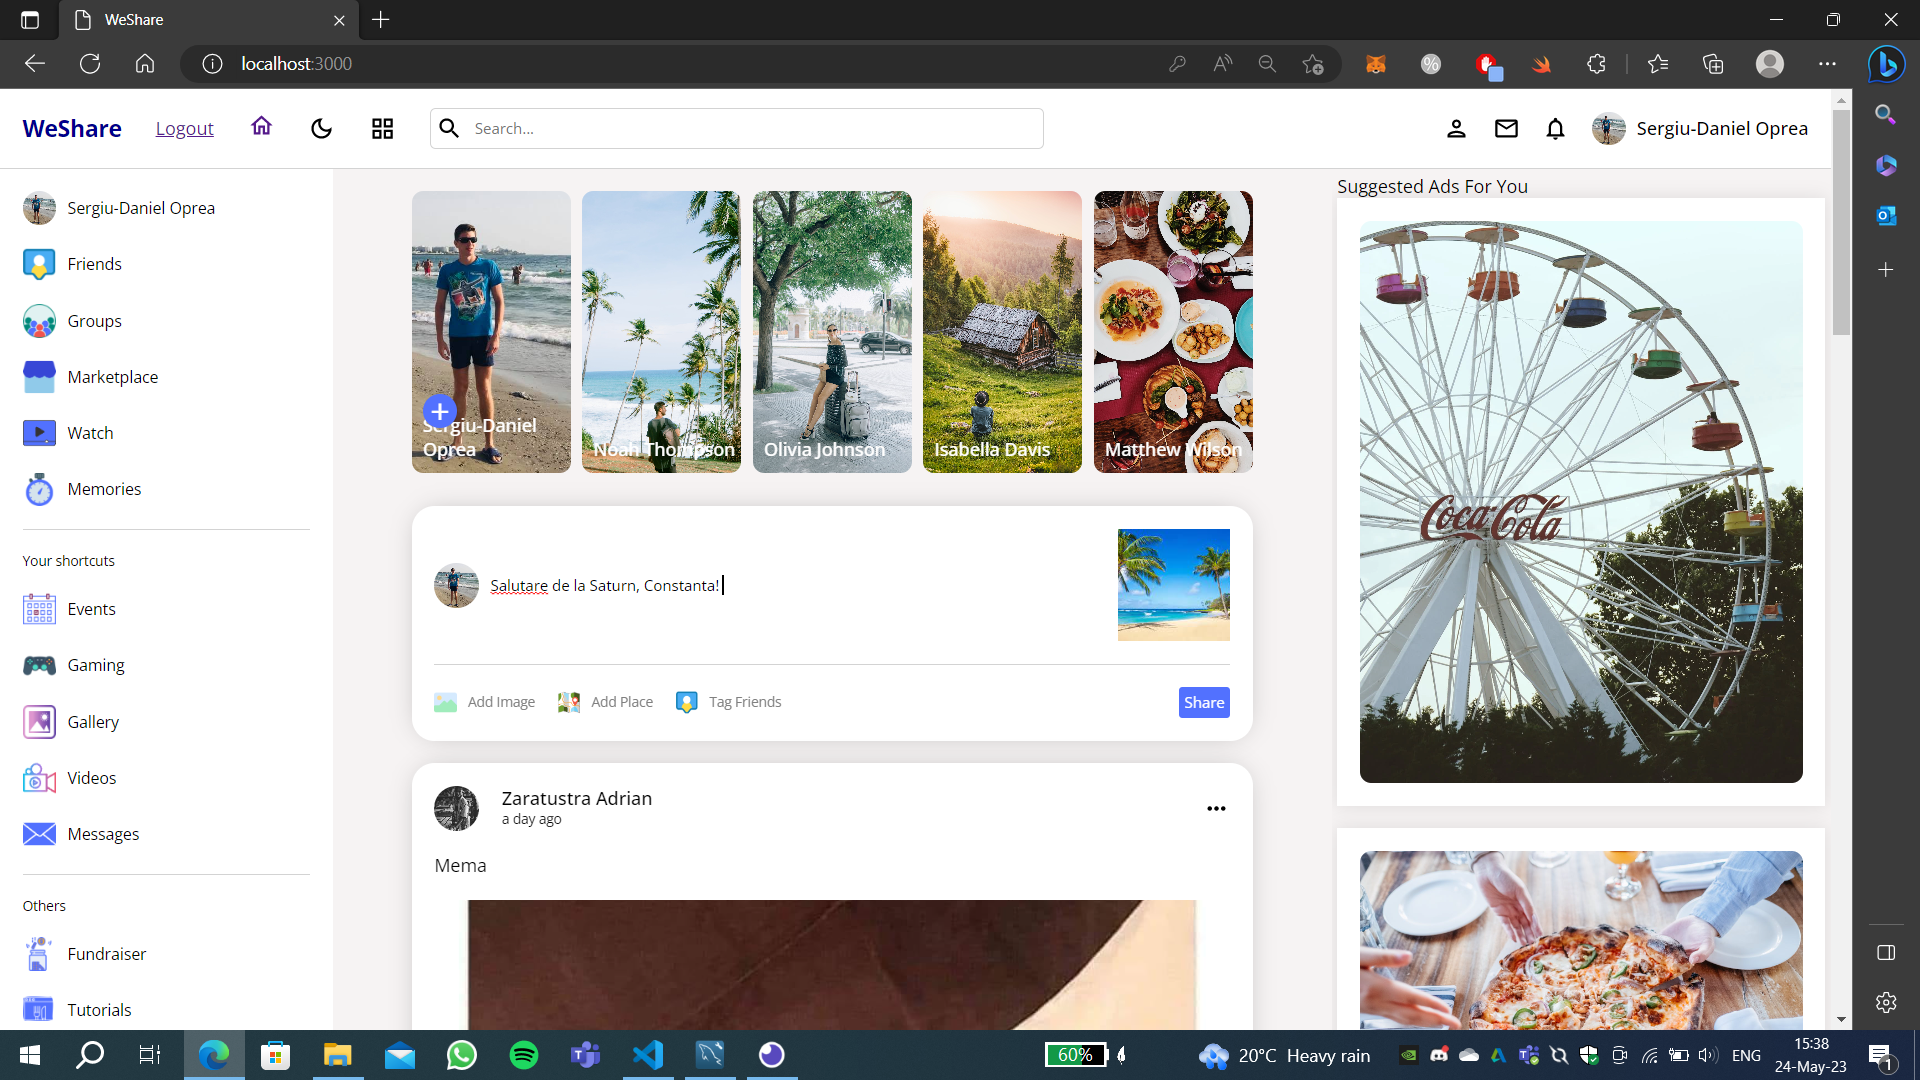 WeShare
localhost:3000
WeShare
Logout
Search...
Sergiu-Daniel Oprea
Sergiu-Daniel Oprea
Friends
Groups
Marketplace
Watch
Memories
Your shortcuts
Events
Gaming
Gallery
Videos
Messages
Others
Fundraiser
Tutorials
Sergiu-Daniel
Oprea
Noah Thompson
Olivia Johnson
Isabella Davis
Matthew Wilson
Salutare de la Saturn, Constanta!
Add Image
Add Place
Tag Friends
Share
Zaratustra Adrian
a day ago
Mema
Suggested Ads For You
Coca-Cola
60%
20°C Heavy rain
ENG
15:38
24-May-23
1